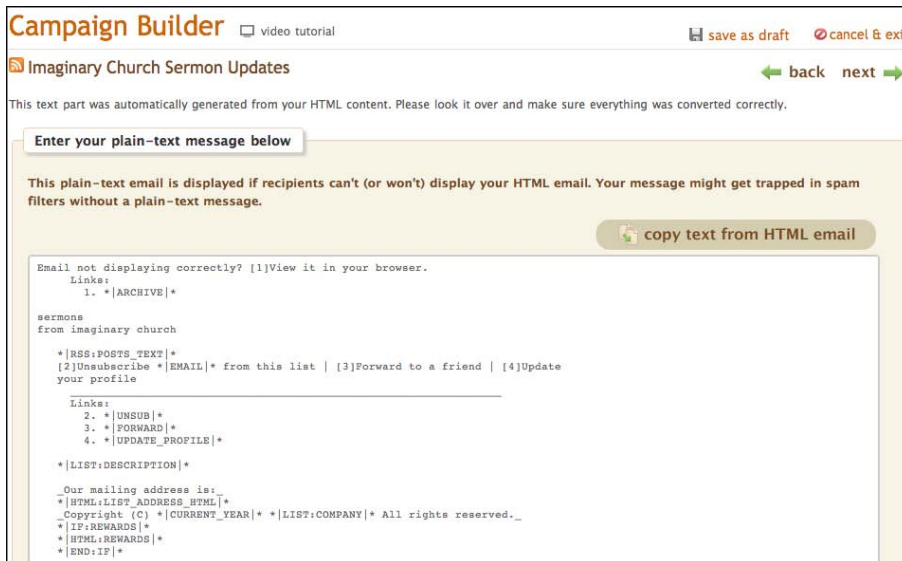 Campaign Builder video tutorial save as draft cancel & exi
Imaginary Church Sermon Updates back next
This text part was automatically generated from your HTML content. Please look it over and make sure everything was converted correctly.
Enter your plain-text message below
This plain-text email is displayed if recipients can't (or won't) display your HTML email. Your message might get trapped in spam
filters without a plain-text message.
copy text from HTML email
Email not displaying correctly? [1]View it in your browser.
Links:
1. *|ARCHIVE|*
sermons
from imaginary church
*|RSS:POSTS_TEXT|*
[2]Unsubscribe *|EMAIL|* from this list | [3]Forward to a friend | [4]Update
your profile
Links:
2. *|UNSUB|*
3. *|FORWARD|*
4. *|UPDATE_PROFILE|*
*|LIST:DESCRIPTION|*
_Our mailing address is:_
*|HTML:LIST_ADDRESS_HTML|*
_Copyright (C) *|CURRENT_YEAR|* *|LIST:COMPANY|* All rights reserved._
*|IF:REWARDS|*
*|HTML:REWARDS|*
*|END:IF|*